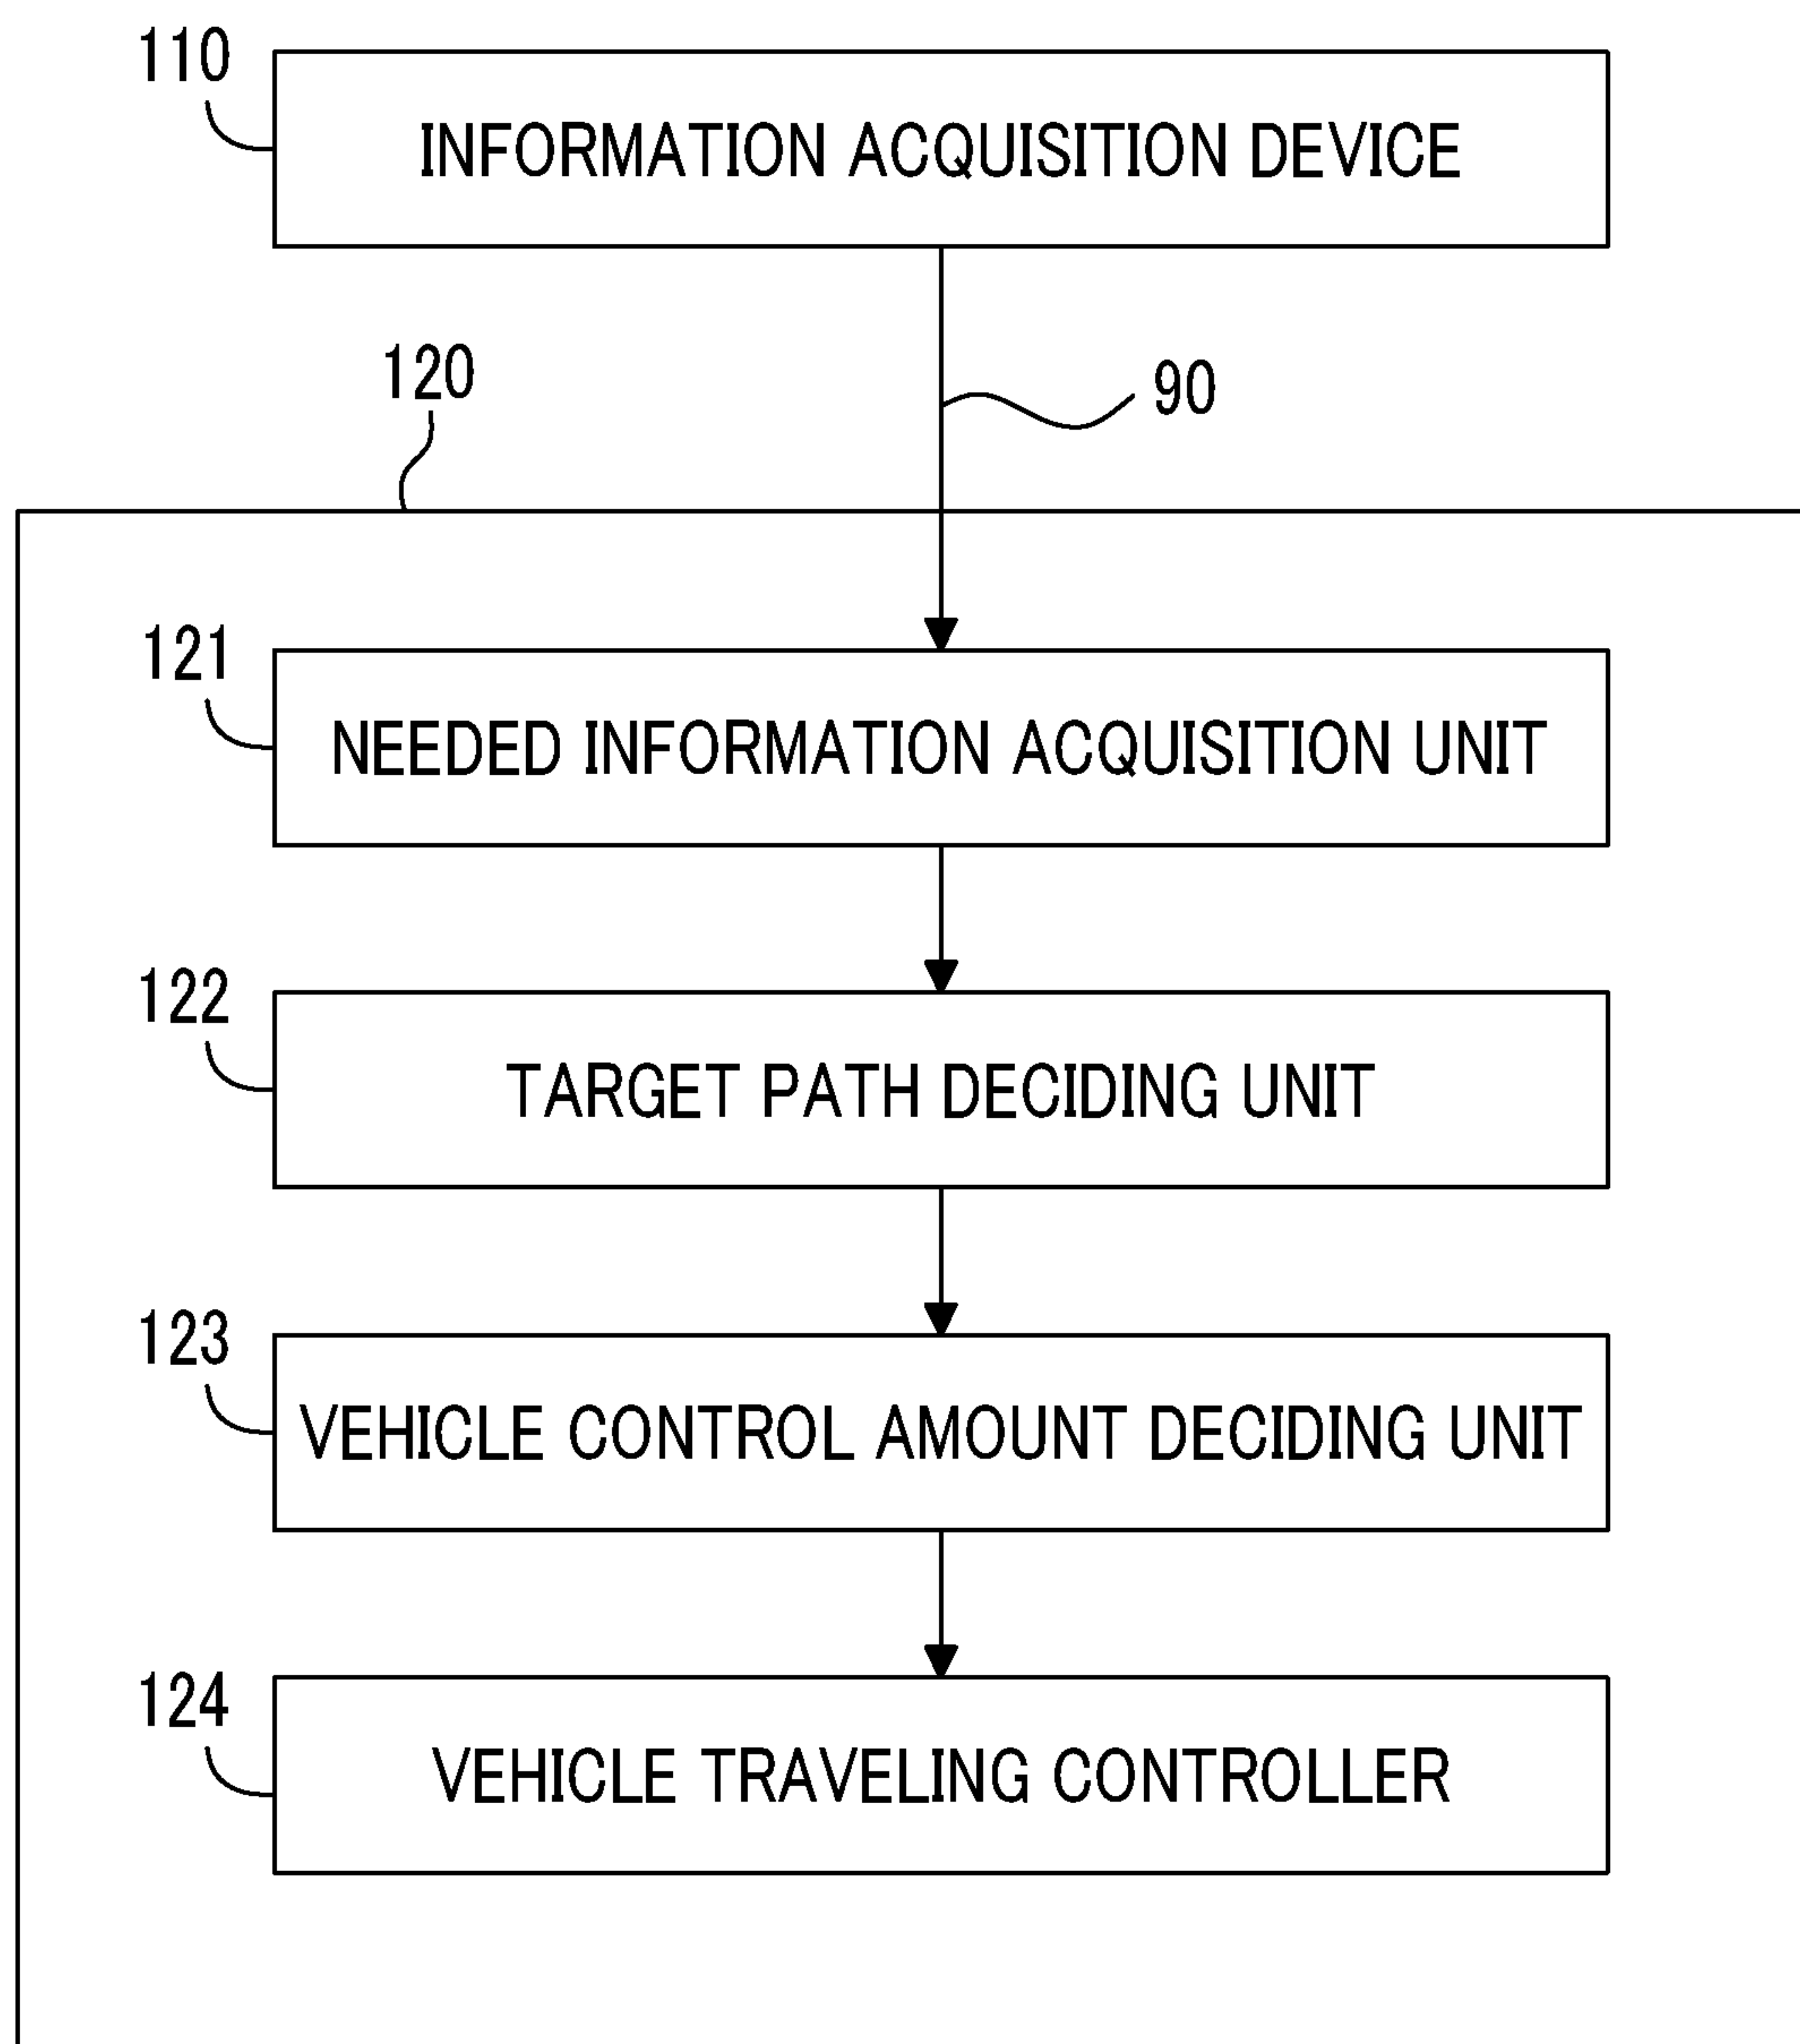 110
INFORMATION ACQUISITION DEVICE
120
90
121
NEEDED INFORMATION ACQUISITION UNIT
122
TARGET PATH DECIDING UNIT
123
VEHICLE CONTROL AMOUNT DECIDING UNIT
124
VEHICLE TRAVELING CONTROLLER